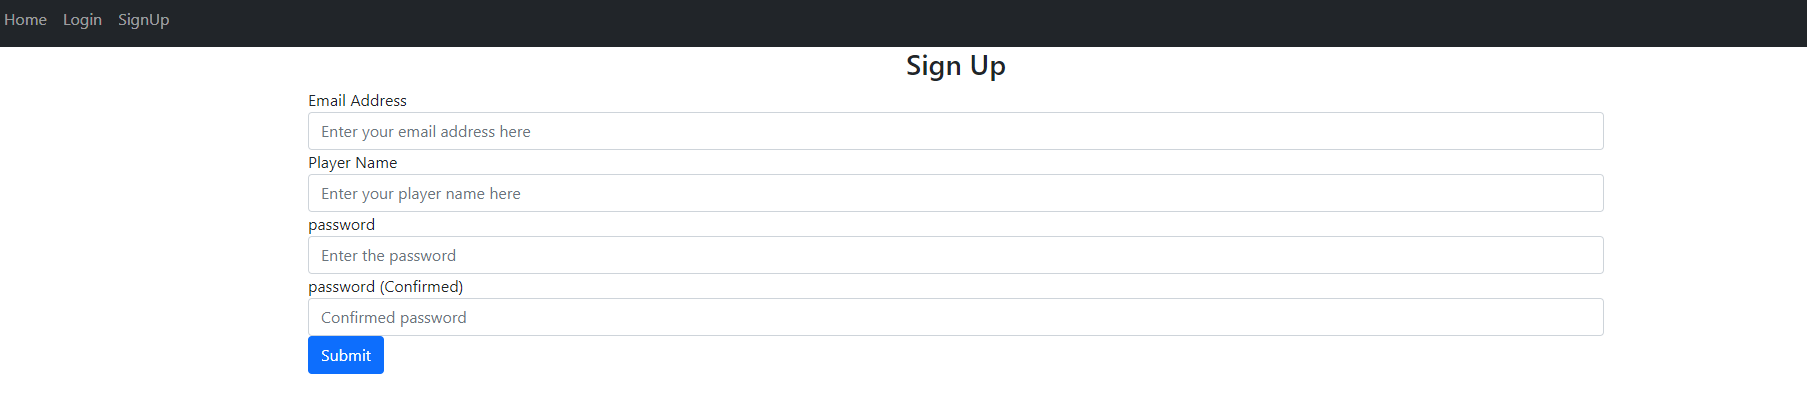 Home Login SignUp
Sign Up
Email Address
Enter your email address here
Player Name
Enter your player name here
password
Enter the password
password (Confirmed)
Confirmed password
Submit